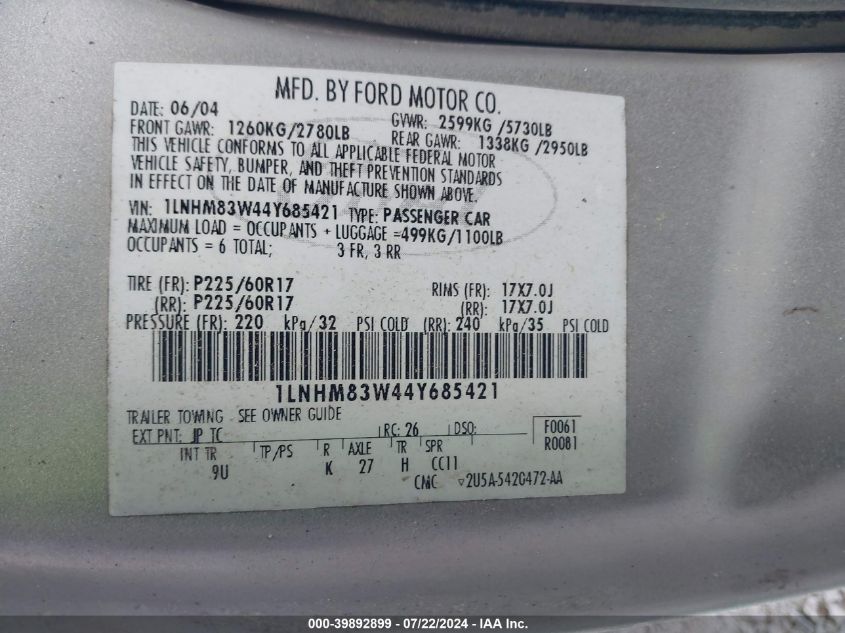 MFD. BY FORD MOTOR CO.
DATE: 06/04 GVWR: 2599KG /5730LB
FRONT GAWR: 1260KG/2780LB REAR GAWR: 1338KG /2950LB
THIS VEHICLE CONFORMS TO ALL APPLICABLE FEDERAL MOTOR
VEHICLE SAFETY, BUMPER, AND THEFT PREVENTION STANDARDS
IN EFFECT ON THE DATE OF MANUFACTURE SHOWN ABOVE.
VIN: 1LNHM83W44Y685421 TYPE: PASSENGER CAR
MAXIMUM LOAD = OCCUPANTS + LUGGAGE =499KG/1100LB
OCCUPANTS = 6 TOTAL; 3 FR, 3 RR
TIRE (FR): P225/60R17 RIMS (FR): 17X7.0J
(RR): P225/60R17 (RR): 17X7.0J
PRESSURE (FR): 220 kPa/32 PSI COLD (RR): 240 kPa/35 PSI COLD
1LNHM83W44Y685421
TRAILER TOWING - SEE OWNER GUIDE
EXT PNT: JP TC RC: 26 DSO: F0061
R0081
INT TR TP/PS R AXLE TR SPR
9U K 27 H CC11
CMC ▽2U5A-5420472-AA
000-39892899 - 07/22/2024 - IAA Inc.